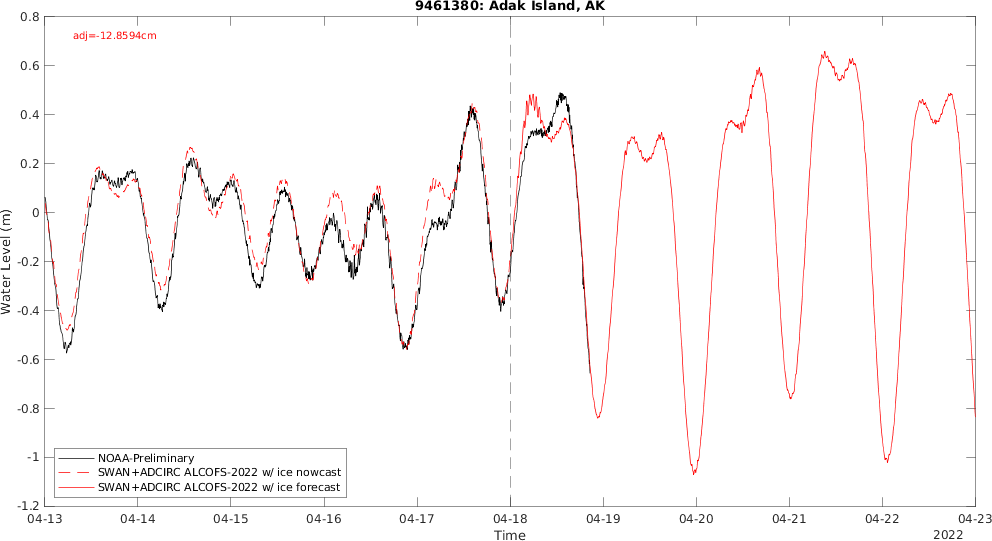 9461380: Adak Island, AK
adj=-12.8594cm
0.8
0.6
0.4
0.2
0
-0.2
-0.4
-0.6
-0.8
-1
-1.2
Water Level (m)
NOAA-Preliminary
SWAN+ADCIRC ALCOFS-2022 w/ ice nowcast
SWAN+ADCIRC ALCOFS-2022 w/ ice forecast
04-13 04-14 04-15 04-16 04-17 04-18 04-19 04-20 04-21 04-22 04-23
Time
2022